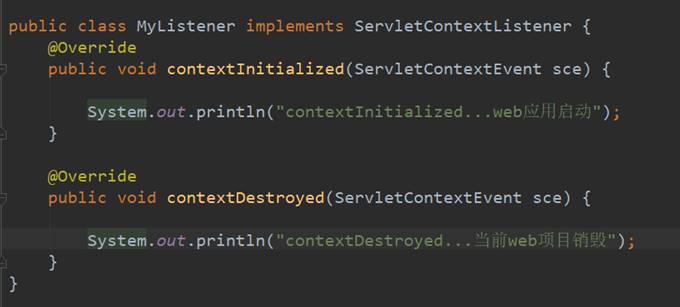 public class MyListener implements ServletContextListener {
@Override
public void contextInitialized(ServletContextEvent sce) {
System.out.println("contextInitialized...web应用启动");
}
@Override
public void contextDestroyed(ServletContextEvent sce) {
System.out.println("contextDestroyed...当前web项目销毁");
}
}